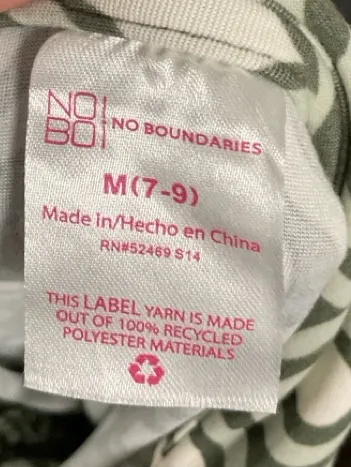 NO!
BO! NO BOUNDARIES
M(7-9)
Made in/Hecho en China
RN#52469 S14
THIS LABEL YARN IS MADE
OUT OF 100% RECYCLED
POLYESTER MATERIALS